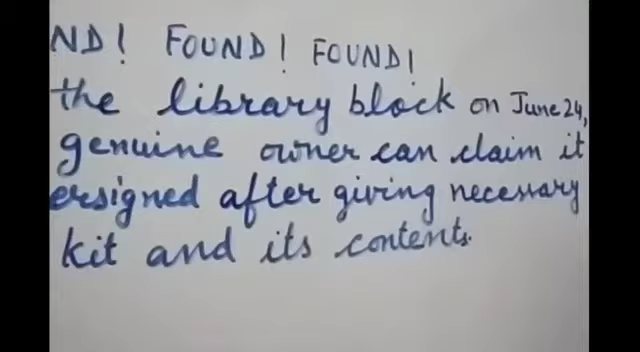 ND! FOUND! FOUND!
the library block on June 24,
genuine owner can claim it
ersigned after giving necessary
kit and its contents.